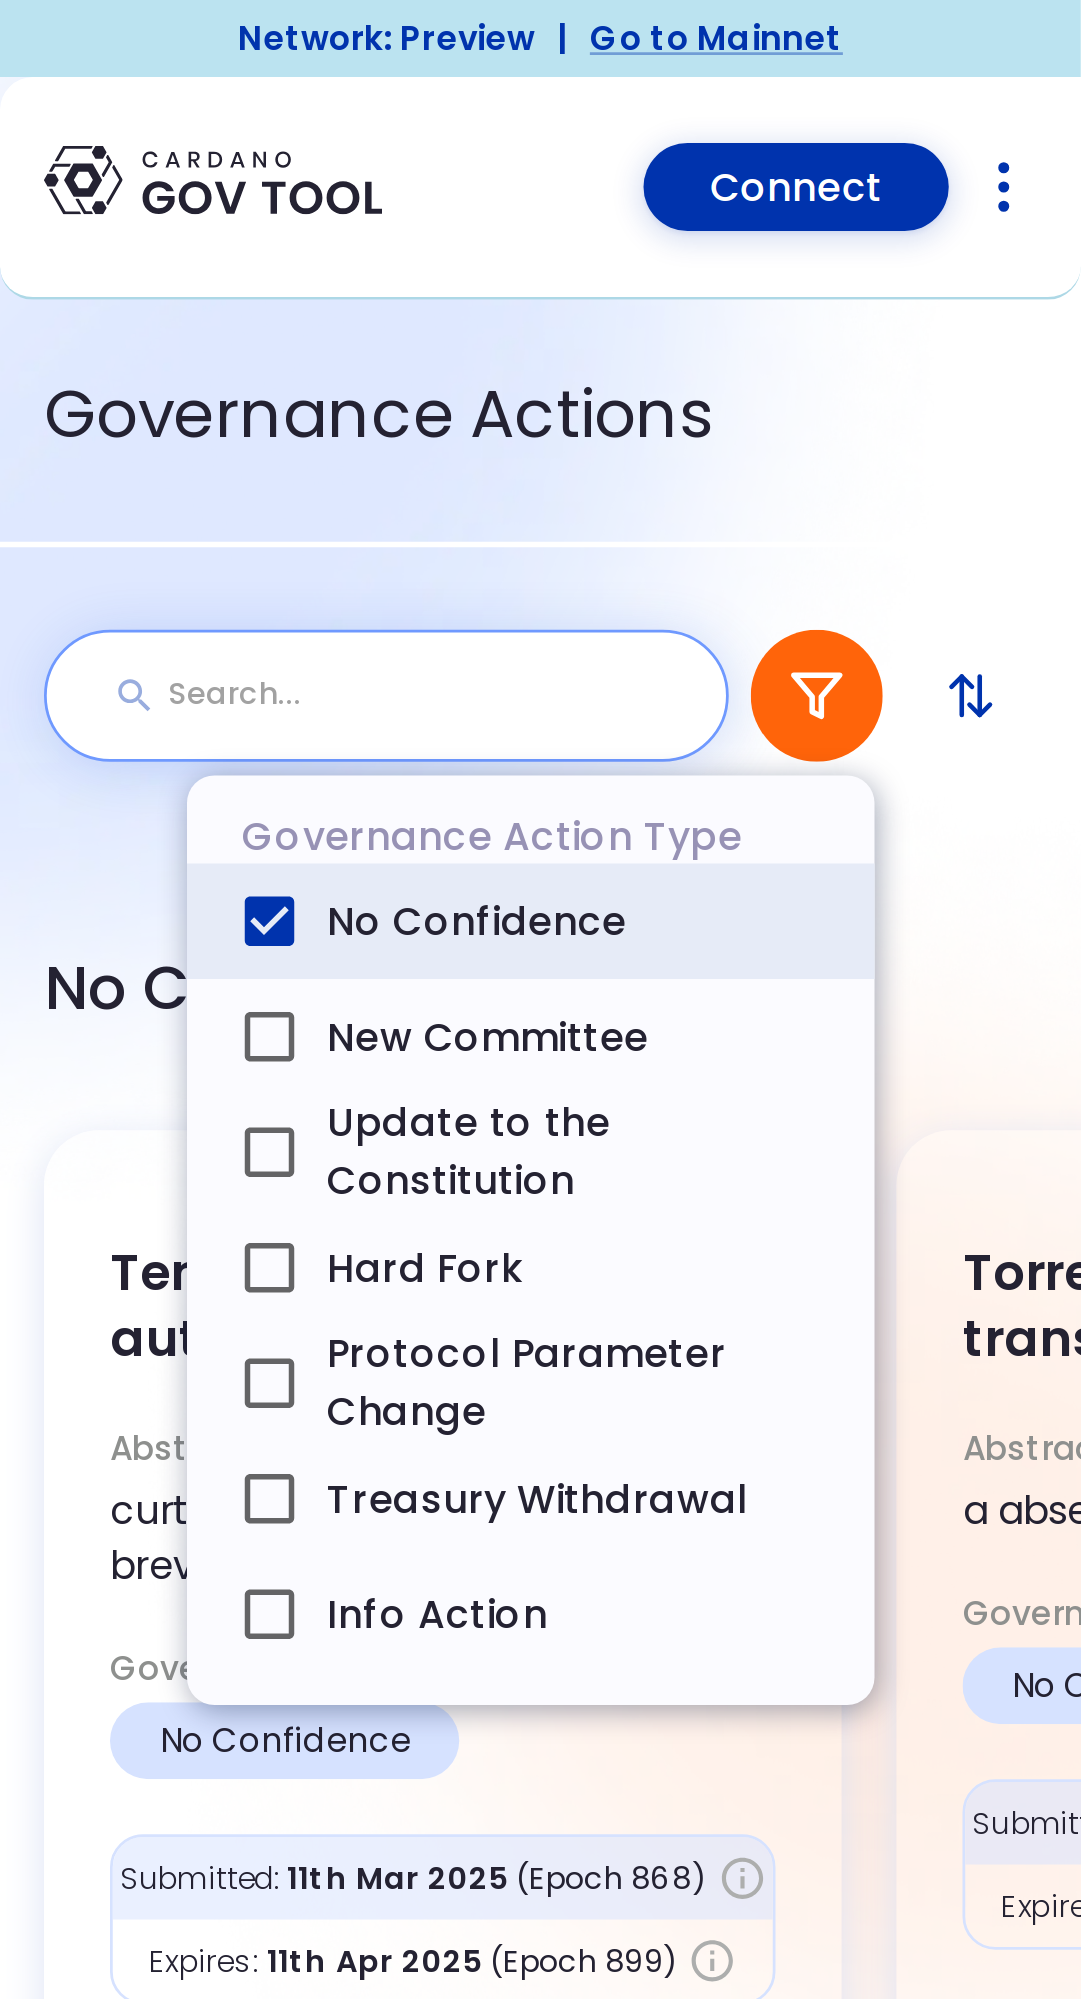 Network: Preview | Go to Mainnet
CARDANO
GOV TOOL
Connect
Governance Actions
Search...
Governance Action Type
No Confidence
New Committee
Update to the
Constitution
Hard Fork
Protocol Parameter
Change
Treasury Withdrawal
Info Action
No C
Ter
aut
Abst
curt
brev
Gove
No Confidence
Submitted: 11th Mar 2025 (Epoch 868)
Expires: 11th Apr 2025 (Epoch 899)
Torre
trans
Abstrac
a abse
Govern
No C
Submitt
Expire